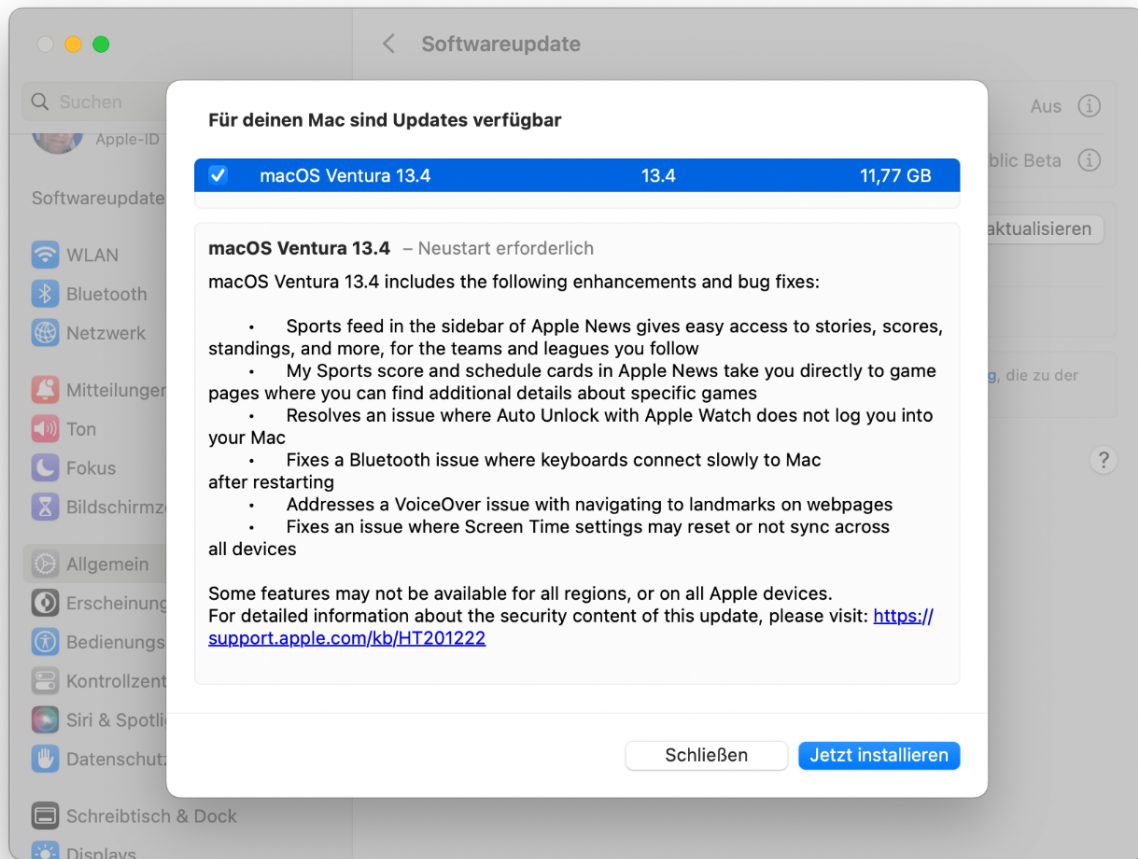 Softwareupdate
Suchen
Apple-ID
Softwareupdate
WLAN
Bluetooth
Netzwerk
Mitteilungen
Ton
Fokus
Allgemein
Schreibtisch & Dock
Displays
Aus
blic Beta
aktualisieren
g, die zu der
?
Für deinen Mac sind Updates verfügbar
macOS Ventura 13.4 13.4 11,77 GB
macOS Ventura 13.4 – Neustart erforderlich
macOS Ventura 13.4 includes the following enhancements and bug fixes:
• Sports feed in the sidebar of Apple News gives easy access to stories, scores,
standings, and more, for the teams and leagues you follow
• My Sports score and schedule cards in Apple News take you directly to game
pages where you can find additional details about specific games
• Resolves an issue where Auto Unlock with Apple Watch does not log you into
your Mac
• Fixes a Bluetooth issue where keyboards connect slowly to Mac
after restarting
• Addresses a VoiceOver issue with navigating to landmarks on webpages
• Fixes an issue where Screen Time settings may reset or not sync across
all devices
Some features may not be available for all regions, or on all Apple devices.
For detailed information about the security content of this update, please visit: https://
support.apple.com/kb/HT201222
Schließen
Jetzt installieren